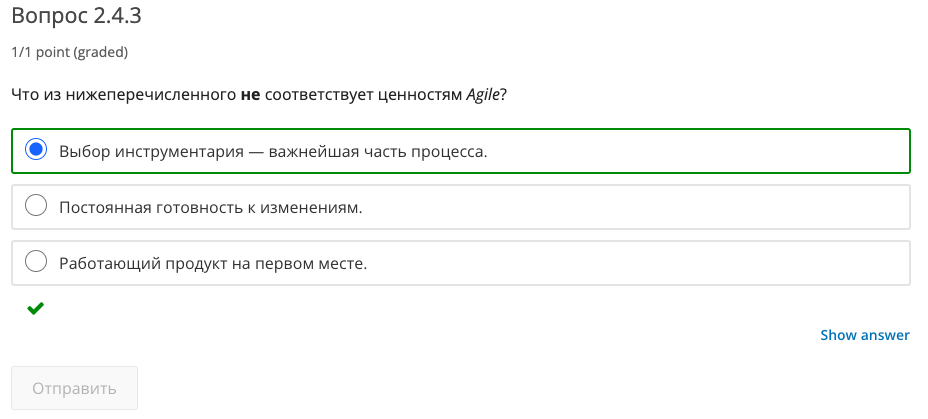 Вопрос 2.4.3
1/1 point (graded)
Что из нижеперечисленного не соответствует ценностям Agile?
Выбор инструментария — важнейшая часть процесса.
Постоянная готовность к изменениям.
Работающий продукт на первом месте.
Show answer
Отправить